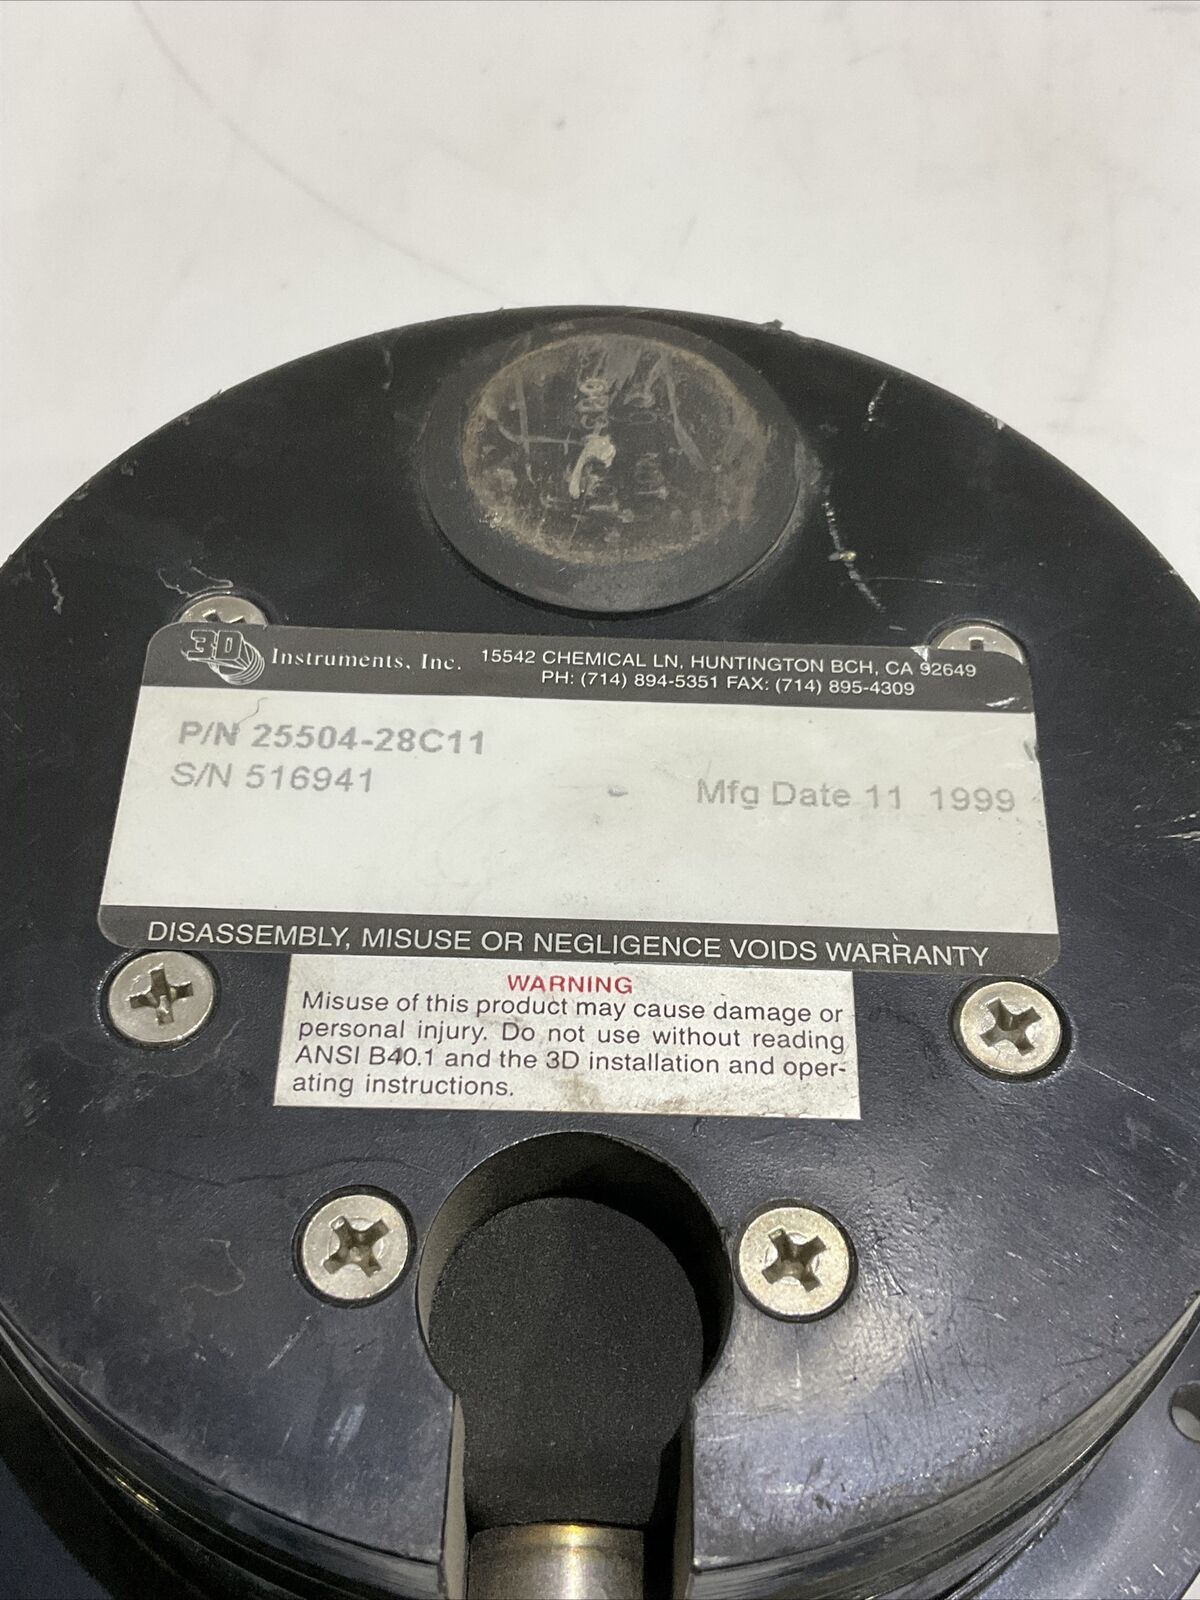 3D Instruments, Inc. 15542 CHEMICAL LN, HUNTINGTON BCH, CA 92649
PH: (714) 894-5351 FAX: (714) 895-4309
P/N 25504-28C11
S/N 516941
Mfg Date 11 1999
DISASSEMBLY, MISUSE OR NEGLIGENCE VOIDS WARRANTY
WARNING
Misuse of this product may cause damage or
personal injury. Do not use without reading
ANSI B40.1 and the 3D installation and oper-
ating instructions.